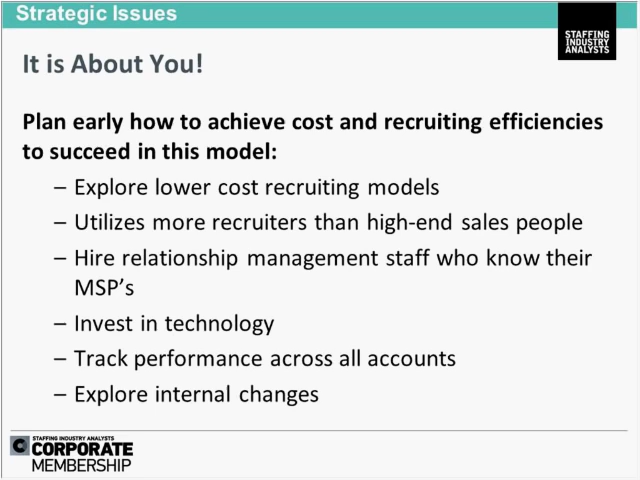 Strategic Issues
STAFFING
INDUSTRY
ANALYSTS
It is About You!
Plan early how to achieve cost and recruiting efficiencies
to succeed in this model:
– Explore lower cost recruiting models
– Utilizes more recruiters than high-end sales people
– Hire relationship management staff who know their
MSP's
– Invest in technology
– Track performance across all accounts
– Explore internal changes
STAFFING INDUSTRY ANALYSTS
C CORPORATE
MEMBERSHIP